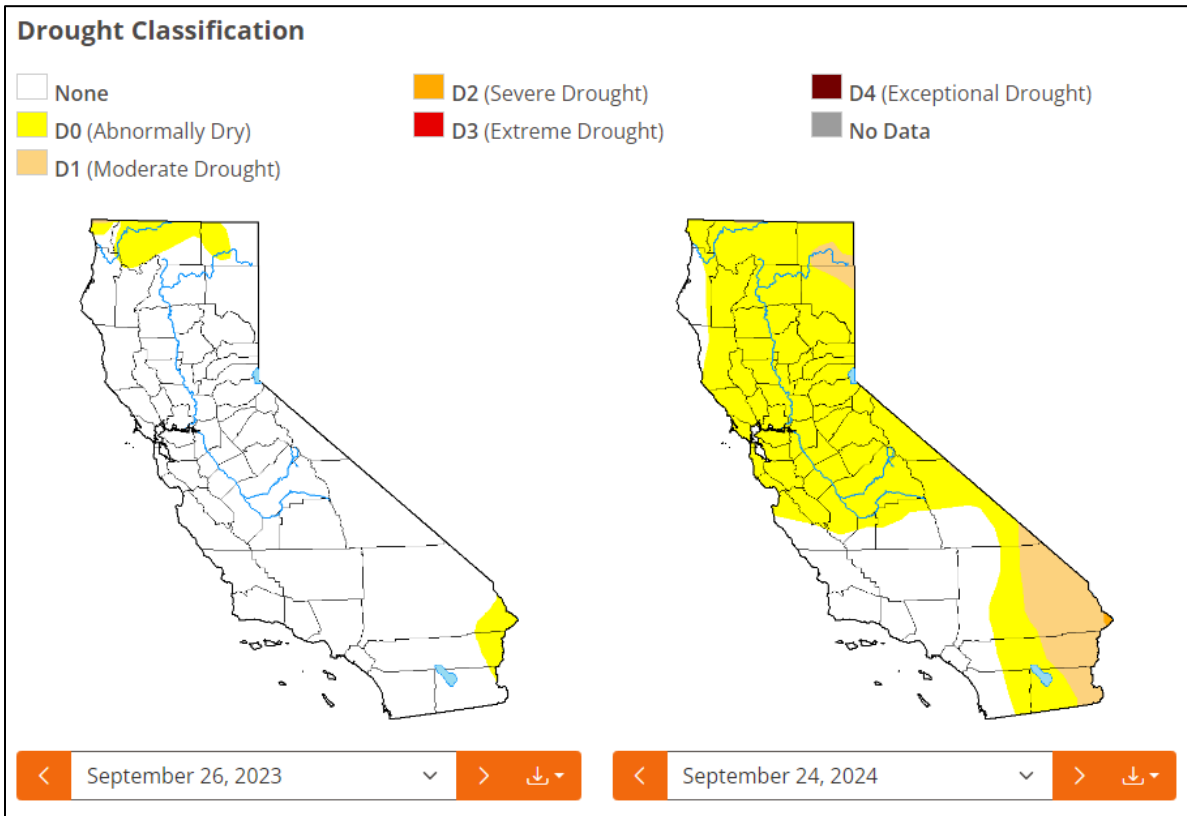 Drought Classification
None
D2 (Severe Drought)
D4 (Exceptional Drought)
D0 (Abnormally Dry)
D3 (Extreme Drought)
No Data
D1 (Moderate Drought)
September 26, 2023
September 24, 2024